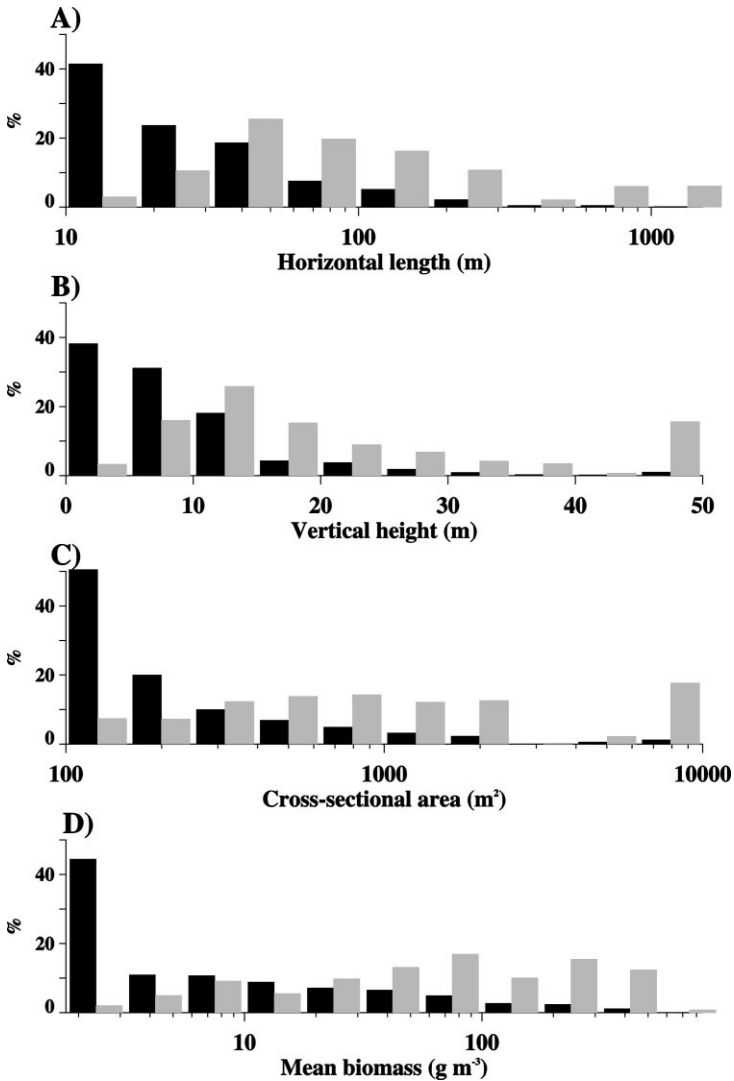 A)
40
20
0
%
10 100 1000
Horizontal length (m)
B)
40
20
0
%
0 10 20 30 40 50
Vertical height (m)
C)
40
20
0
%
100 1000 10000
Cross-sectional area (m²)
D)
40
20
0
%
10 100
Mean biomass (g m⁻³)